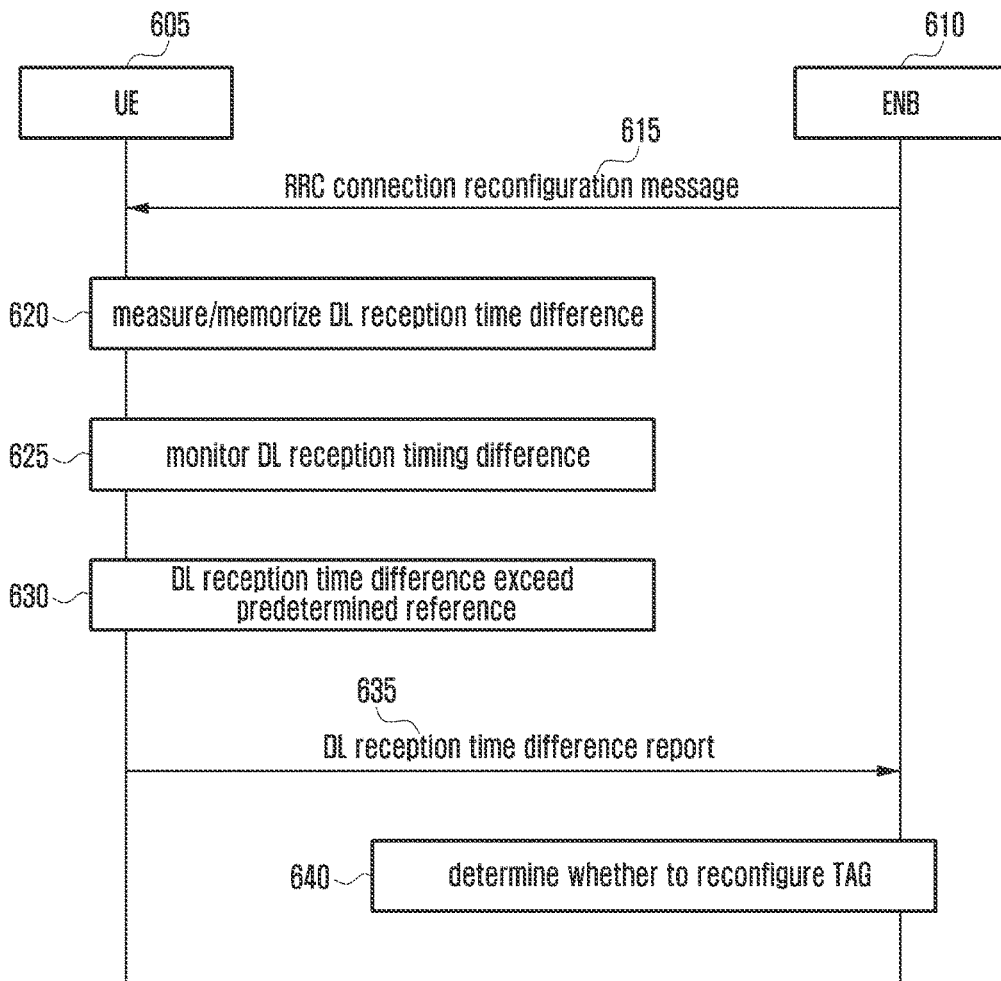 605
610
UE
ENB
615
RRC connection reconfiguration message
620
measure/memorize DL reception time difference
625
monitor DL reception timing difference
630
DL reception time difference exceed
predetermined reference
635
DL reception time difference report
640
determine whether to reconfigure TAG